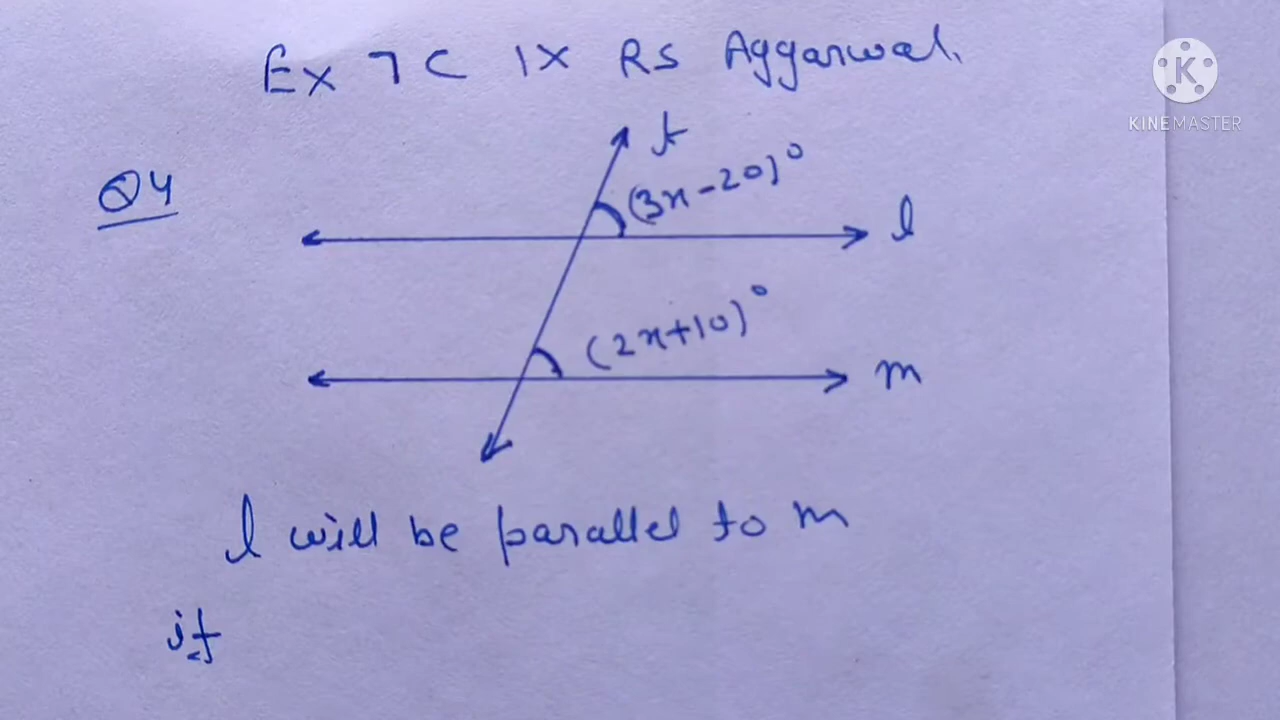 Ex 7C IX RS Aggarwal.
K
KINEMASTER
Q4
t
(3x-20)°
l
(2x+10)°
m
l will be parallel to m
if